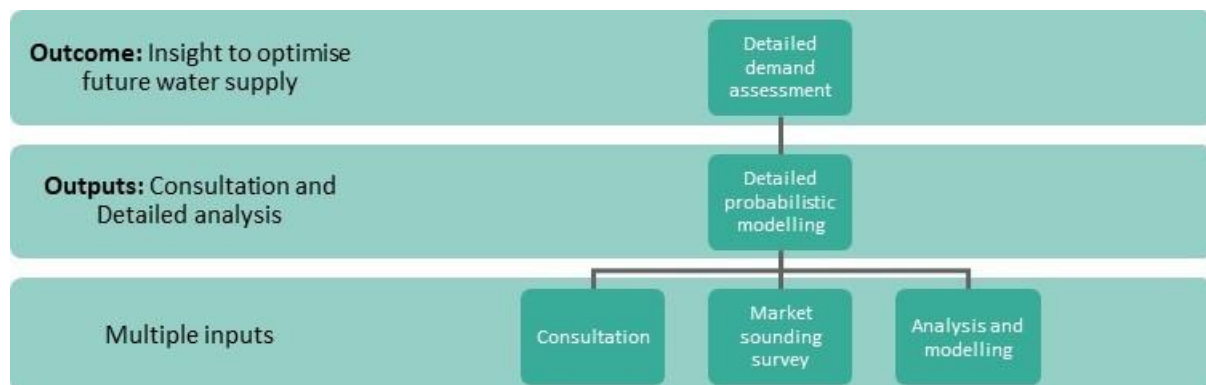 Outcome: Insight to optimise
future water supply
Detailed
demand
assessment
Outputs: Consultation and
Detailed analysis
Detailed
probabilistic
modelling
Multiple inputs
Consultation
Market
sounding
survey
Analysis and
modelling